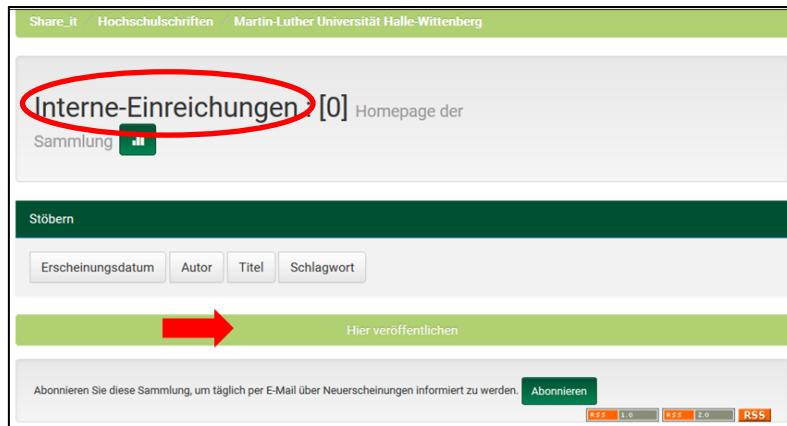 Share_it / Hochschulschriften / Martin-Luther Universität Halle-Wittenberg
Interne-Einreichungen : [0] Homepage der
Sammlung
Stöbern
Erscheinungsdatum Autor Titel Schlagwort
Hier veröffentlichen
Abonnieren Sie diese Sammlung, um täglich per E-Mail über Neuerscheinungen informiert zu werden. Abonnieren
RSS 1.0 RSS 2.0 RSS